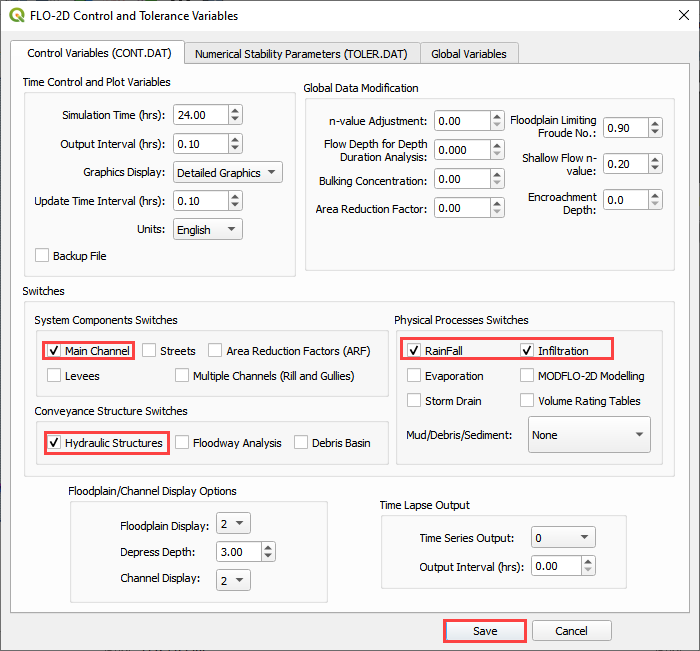 FLO-2D Control and Tolerance Variables
Control Variables (CONT.DAT)
Numerical Stability Parameters (TOLER.DAT)
Global Variables
Time Control and Plot Variables
Simulation Time (hrs): 24.00
Output Interval (hrs): 0.10
Graphics Display: Detailed Graphics
Update Time Interval (hrs): 0.10
Units: English
Backup File
Global Data Modification
n-value Adjustment: 0.00
Flow Depth for Depth
Duration Analysis: 0.000
Bulking Concentration: 0.00
Area Reduction Factor: 0.00
Floodplain Limiting
Froude No.: 0.90
Shallow Flow n-
value: 0.20
Encroachment
Depth: 0.0
Switches
System Components Switches
Main Channel Streets Area Reduction Factors (ARF)
Levees Multiple Channels (Rill and Gullies)
Conveyance Structure Switches
Hydraulic Structures Floodway Analysis Debris Basin
Physical Processes Switches
RainFall Infiltration
Evaporation MODFLO-2D Modelling
Storm Drain Volume Rating Tables
Mud/Debris/Sediment: None
Floodplain/Channel Display Options
Floodplain Display: 2
Depress Depth: 3.00
Channel Display: 2
Time Lapse Output
Time Series Output: 0
Output Interval (hrs): 0.00
Save Cancel